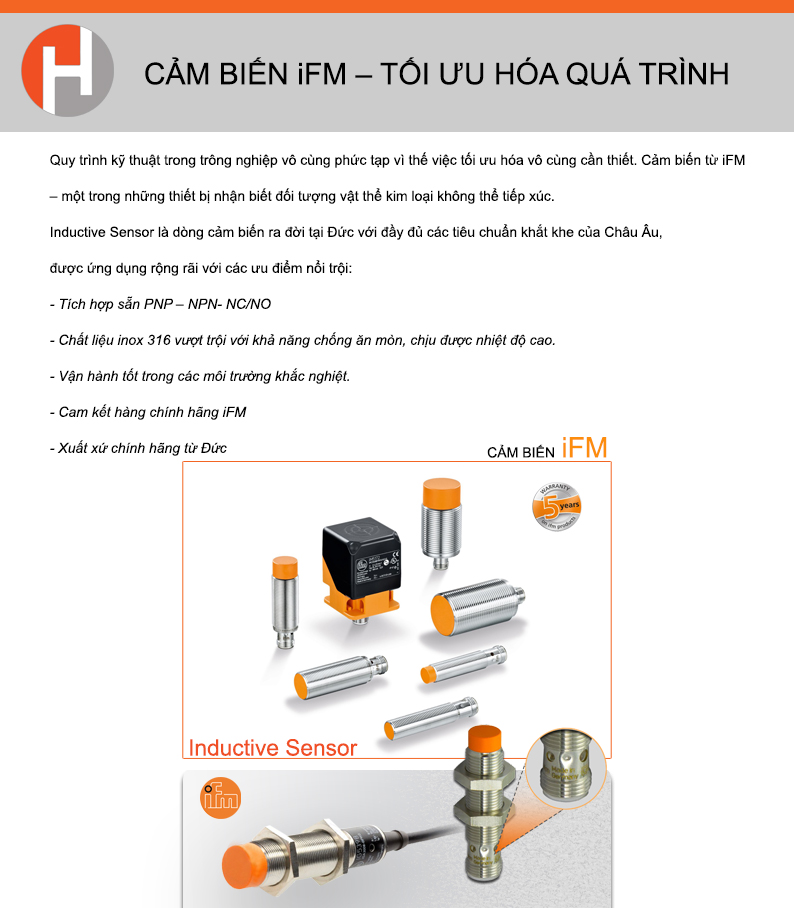 CẢM BIẾN iFM – TỐI ƯU HÓA QUÁ TRÌNH
Quy trình kỹ thuật trong trông nghiệp vô cùng phức tạp vì thế việc tối ưu hóa vô cùng cần thiết. Cảm biến từ iFM
– một trong những thiết bị nhận biết đối tượng vật thể kim loại không thể tiếp xúc.
Inductive Sensor là dòng cảm biến ra đời tại Đức với đầy đủ các tiêu chuẩn khắt khe của Châu Âu,
được ứng dụng rộng rãi với các ưu điểm nổi trội:
- Tích hợp sẵn PNP – NPN- NC/NO
- Chất liệu inox 316 vượt trội với khả năng chống ăn mòn, chịu được nhiệt độ cao.
- Vận hành tốt trong các môi trường khắc nghiệt.
- Cam kết hàng chính hãng iFM
- Xuất xứ chính hãng từ Đức
CẢM BIẾN iFM
WARRANTY
5 years
on ifm products
Inductive Sensor
ifm
Germany